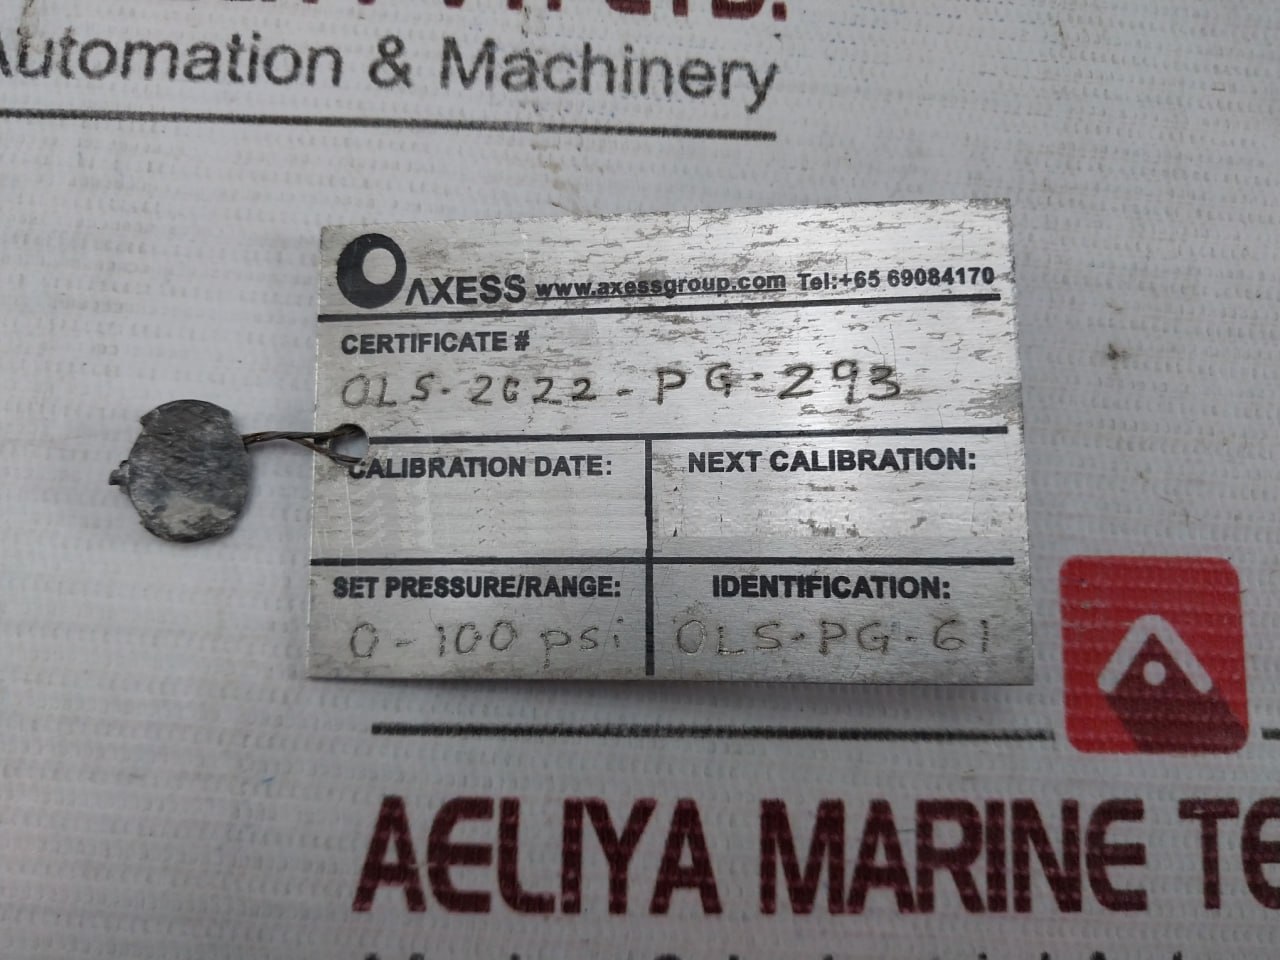 LTD.
Automation & Machinery
AXESS www.axessgroup.com Tel:+65 69084170
CERTIFICATE #
OLS-2022-PG-293
CALIBRATION DATE:
NEXT CALIBRATION:
SET PRESSURE/RANGE:
0-100 psi
IDENTIFICATION:
OLS-PG-61
AELIYA MARINE TE